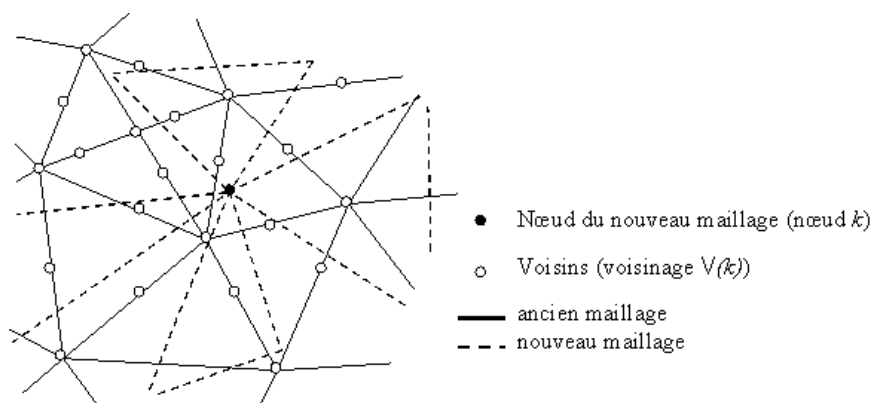 Nœud du nouveau maillage (nœud k)
Voisins (voisinage V(k))
ancien maillage
nouveau maillage